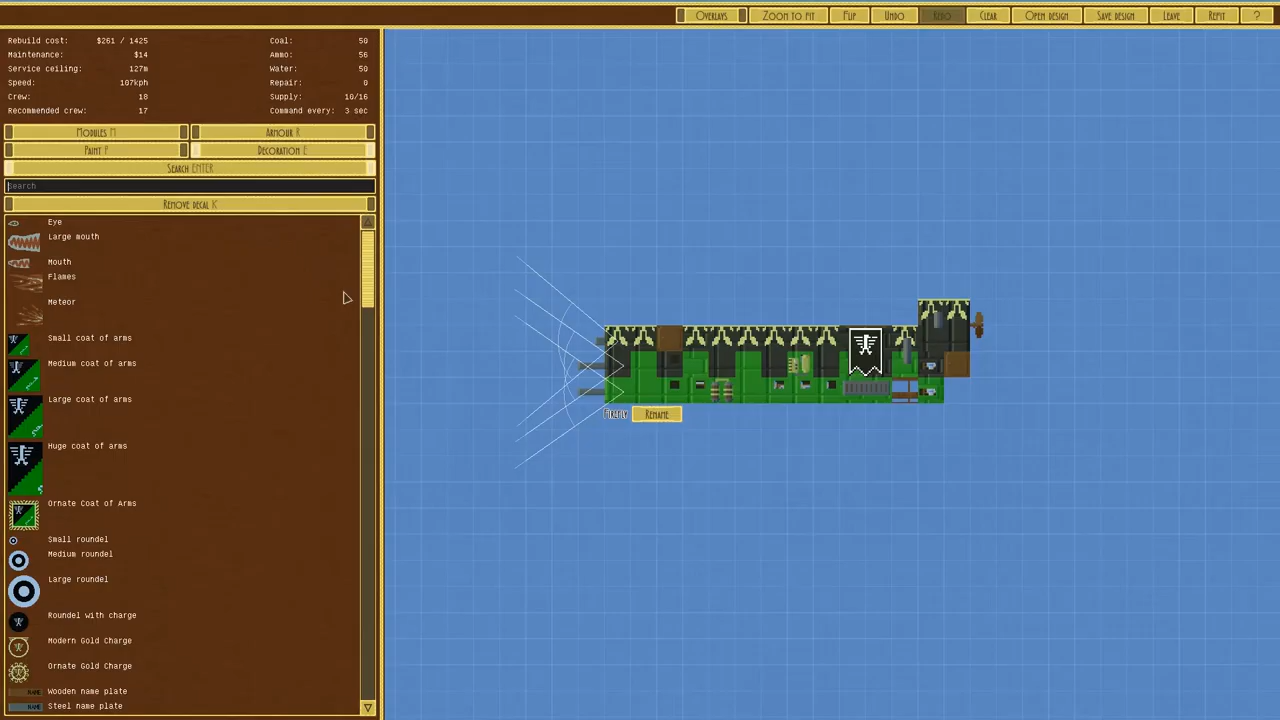 OVERLAYS ZOOM TO FIT FLIP UNDO REDO CLEAR OPEN DESIGN SAVE DESIGN LEAVE REFIT ?
Rebuild cost: $261 / 1425 Coal: 50
Maintenance: $14 Ammo: 56
Service ceiling: 127m Water: 50
Speed: 107kph Repair: 0
Crew: 18 Supply: 10/16
Recommended crew: 17 Command every: 3 sec
MODULES M ARMOUR R
PAINT P DECORATION E
SEARCH ENTER
Search
REMOVE DECAL K
Eye
Large mouth
Mouth
Flames
Meteor
Small coat of arms
Medium coat of arms
Large coat of arms
Huge coat of arms
Ornate Coat of Arms
Small roundel
Medium roundel
Large roundel
Roundel with charge
Modern Gold Charge
Ornate Gold Charge
NAME Wooden name plate
NAME Steel name plate
FIREFLY RENAME